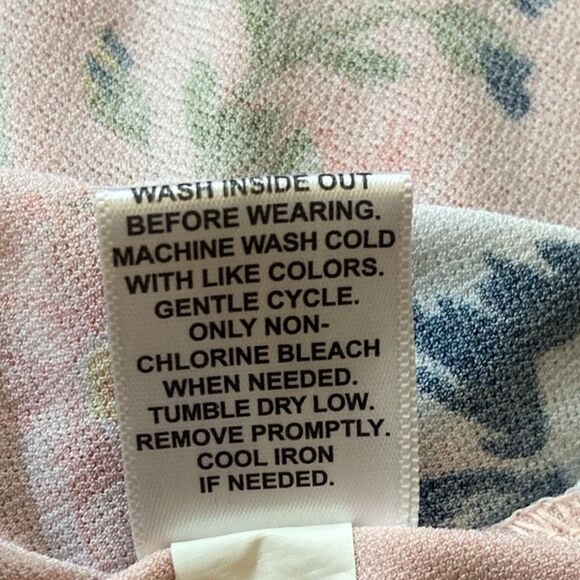 WASH INSIDE OUT
BEFORE WEARING.
MACHINE WASH COLD
WITH LIKE COLORS.
GENTLE CYCLE.
ONLY NON-
CHLORINE BLEACH
WHEN NEEDED.
TUMBLE DRY LOW.
REMOVE PROMPTLY.
COOL IRON
IF NEEDED.